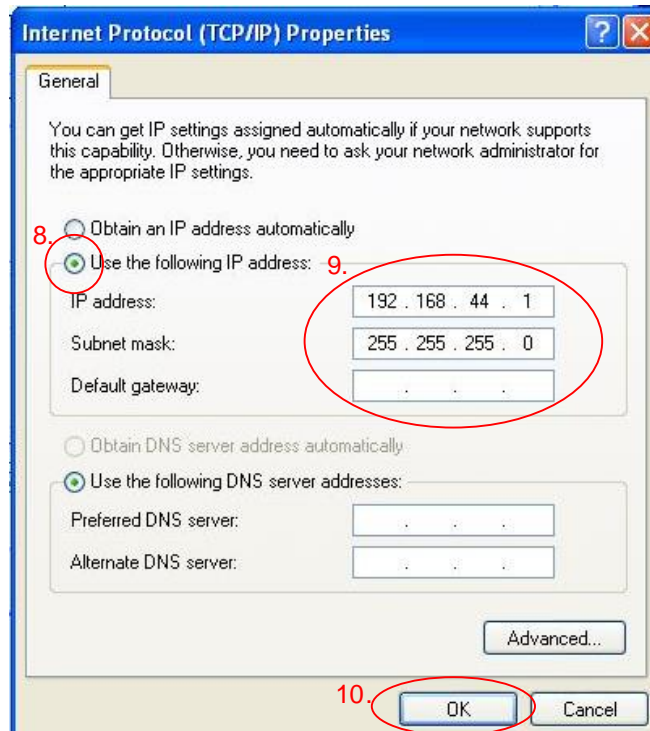 Internet Protocol (TCP/IP) Properties
General
You can get IP settings assigned automatically if your network supports
this capability. Otherwise, you need to ask your network administrator for
the appropriate IP settings.
8.
Obtain an IP address automatically
Use the following IP address:
9.
IP address: 192 . 168 . 44 . 1
Subnet mask: 255 . 255 . 255 . 0
Default gateway: . . .
Obtain DNS server address automatically
Use the following DNS server addresses:
Preferred DNS server: . . .
Alternate DNS server: . . .
Advanced...
10.
OK Cancel